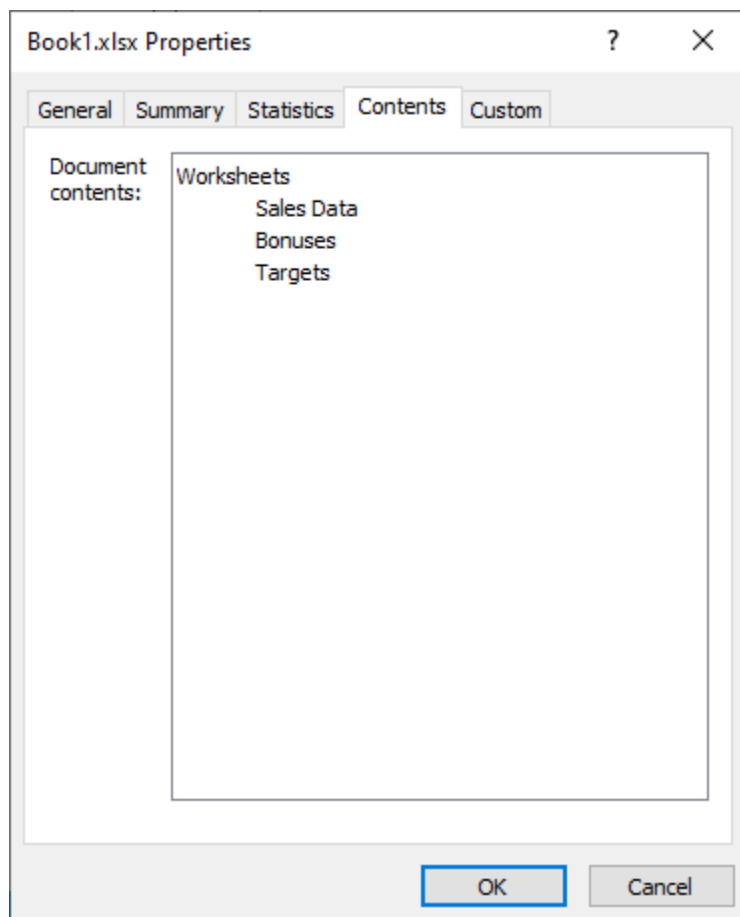 Book1.xlsx Properties
?
General Summary Statistics Contents Custom
Document
contents:
Worksheets
Sales Data
Bonuses
Targets
OK Cancel